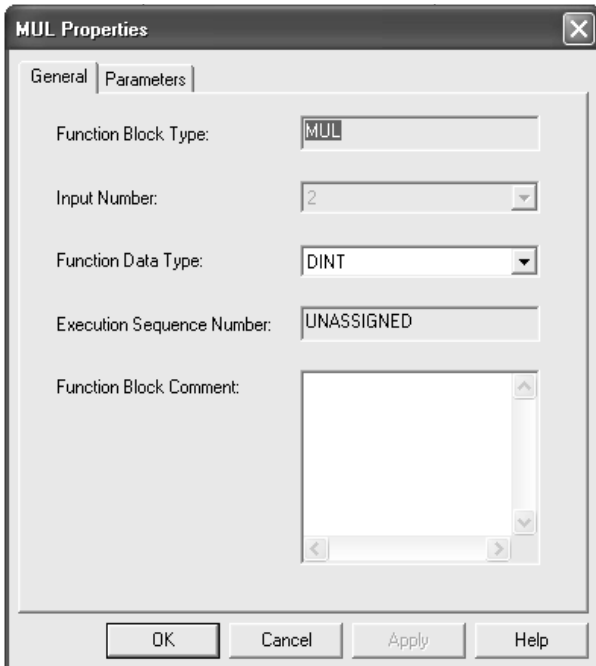 MUL Properties
General
Parameters
Function Block Type: MUL
Input Number: 2
Function Data Type: DINT
Execution Sequence Number: UNASSIGNED
Function Block Comment:
OK Cancel Apply Help